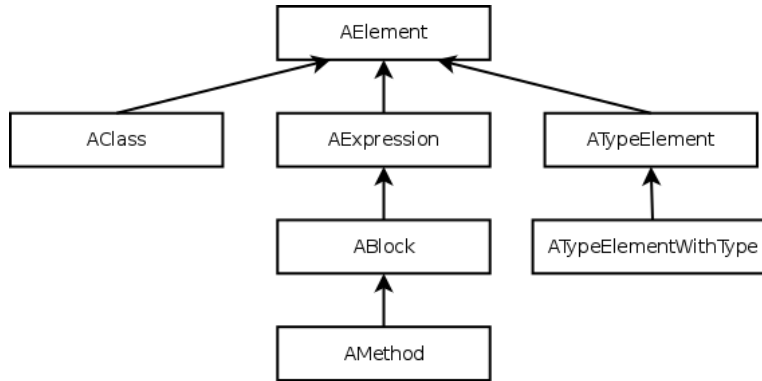 AElement
AClass
AExpression
ATypeElement
ABlock
ATypeElementWithType
AMethod